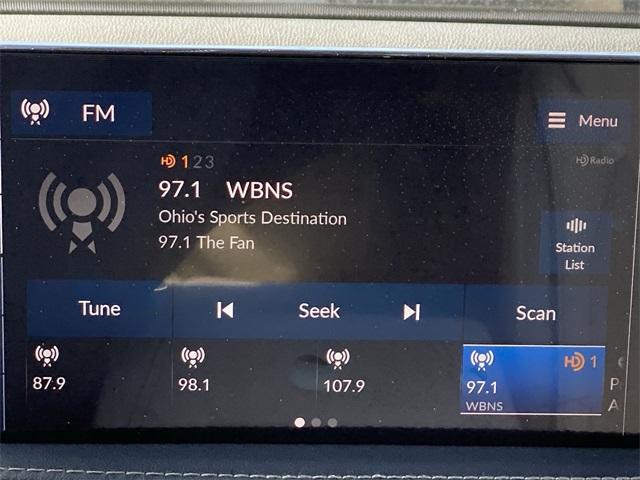 FM
Menu
HD 1 2 3
HD Radio
97.1 WBNS
Ohio's Sports Destination
97.1 The Fan
Station
List
Tune
Seek
Scan
87.9
98.1
107.9
HD 1
97.1
WBNS
P
A